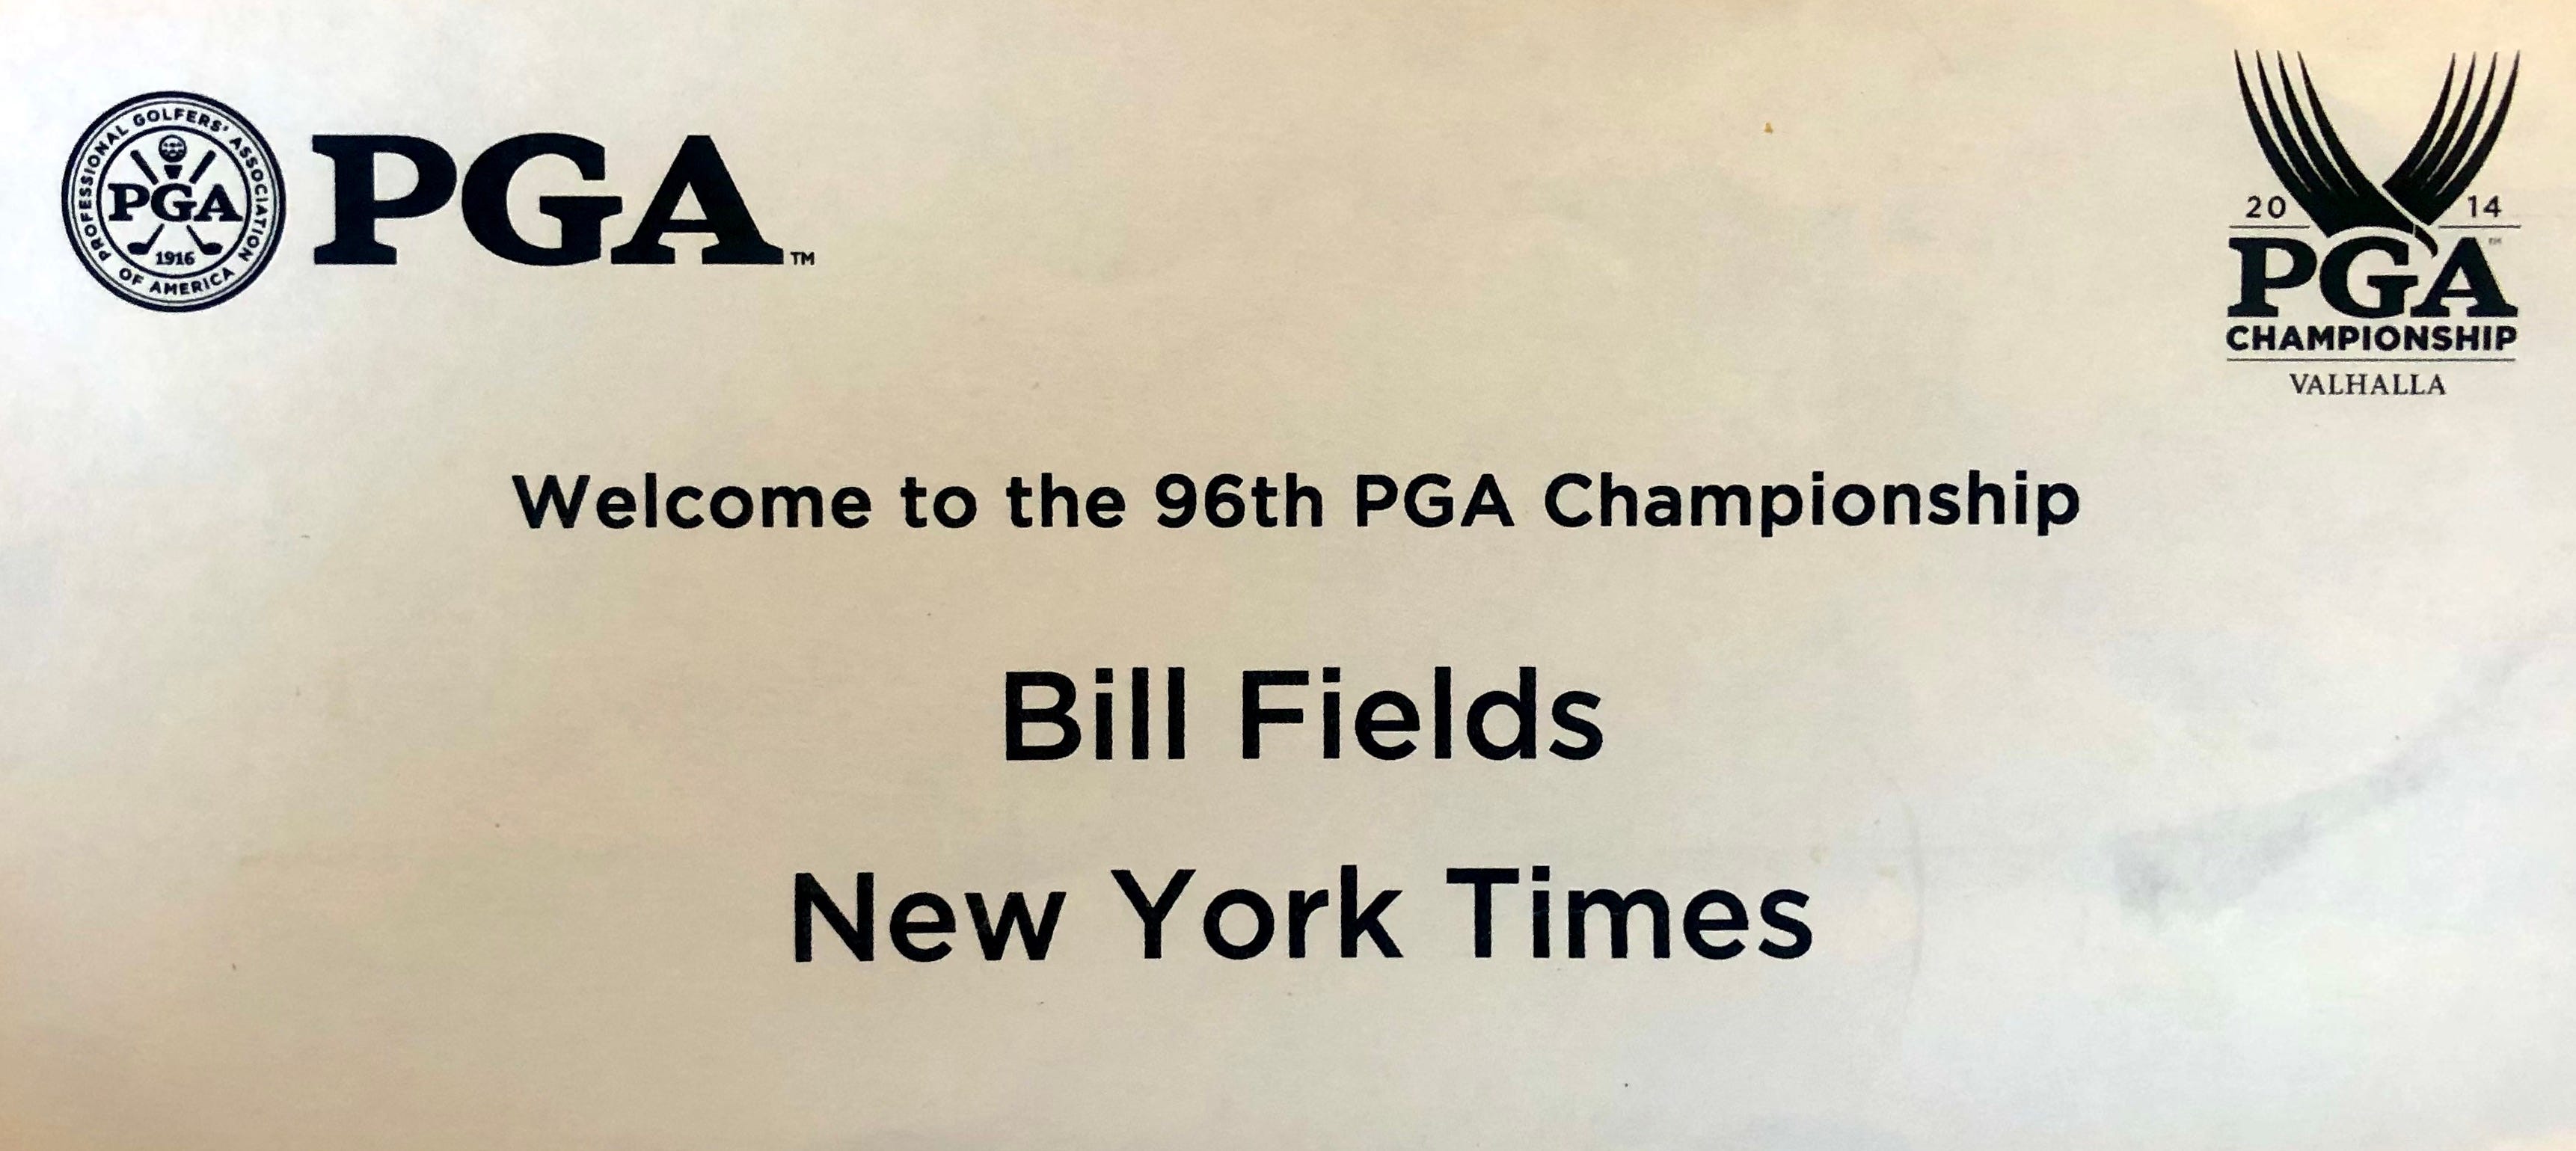 PROFESSIONAL GOLFERS' ASSOCIATION OF AMERICA
PGA
1916
PGA™
20 14
PGA™
CHAMPIONSHIP
VALHALLA
Welcome to the 96th PGA Championship
Bill Fields
New York Times